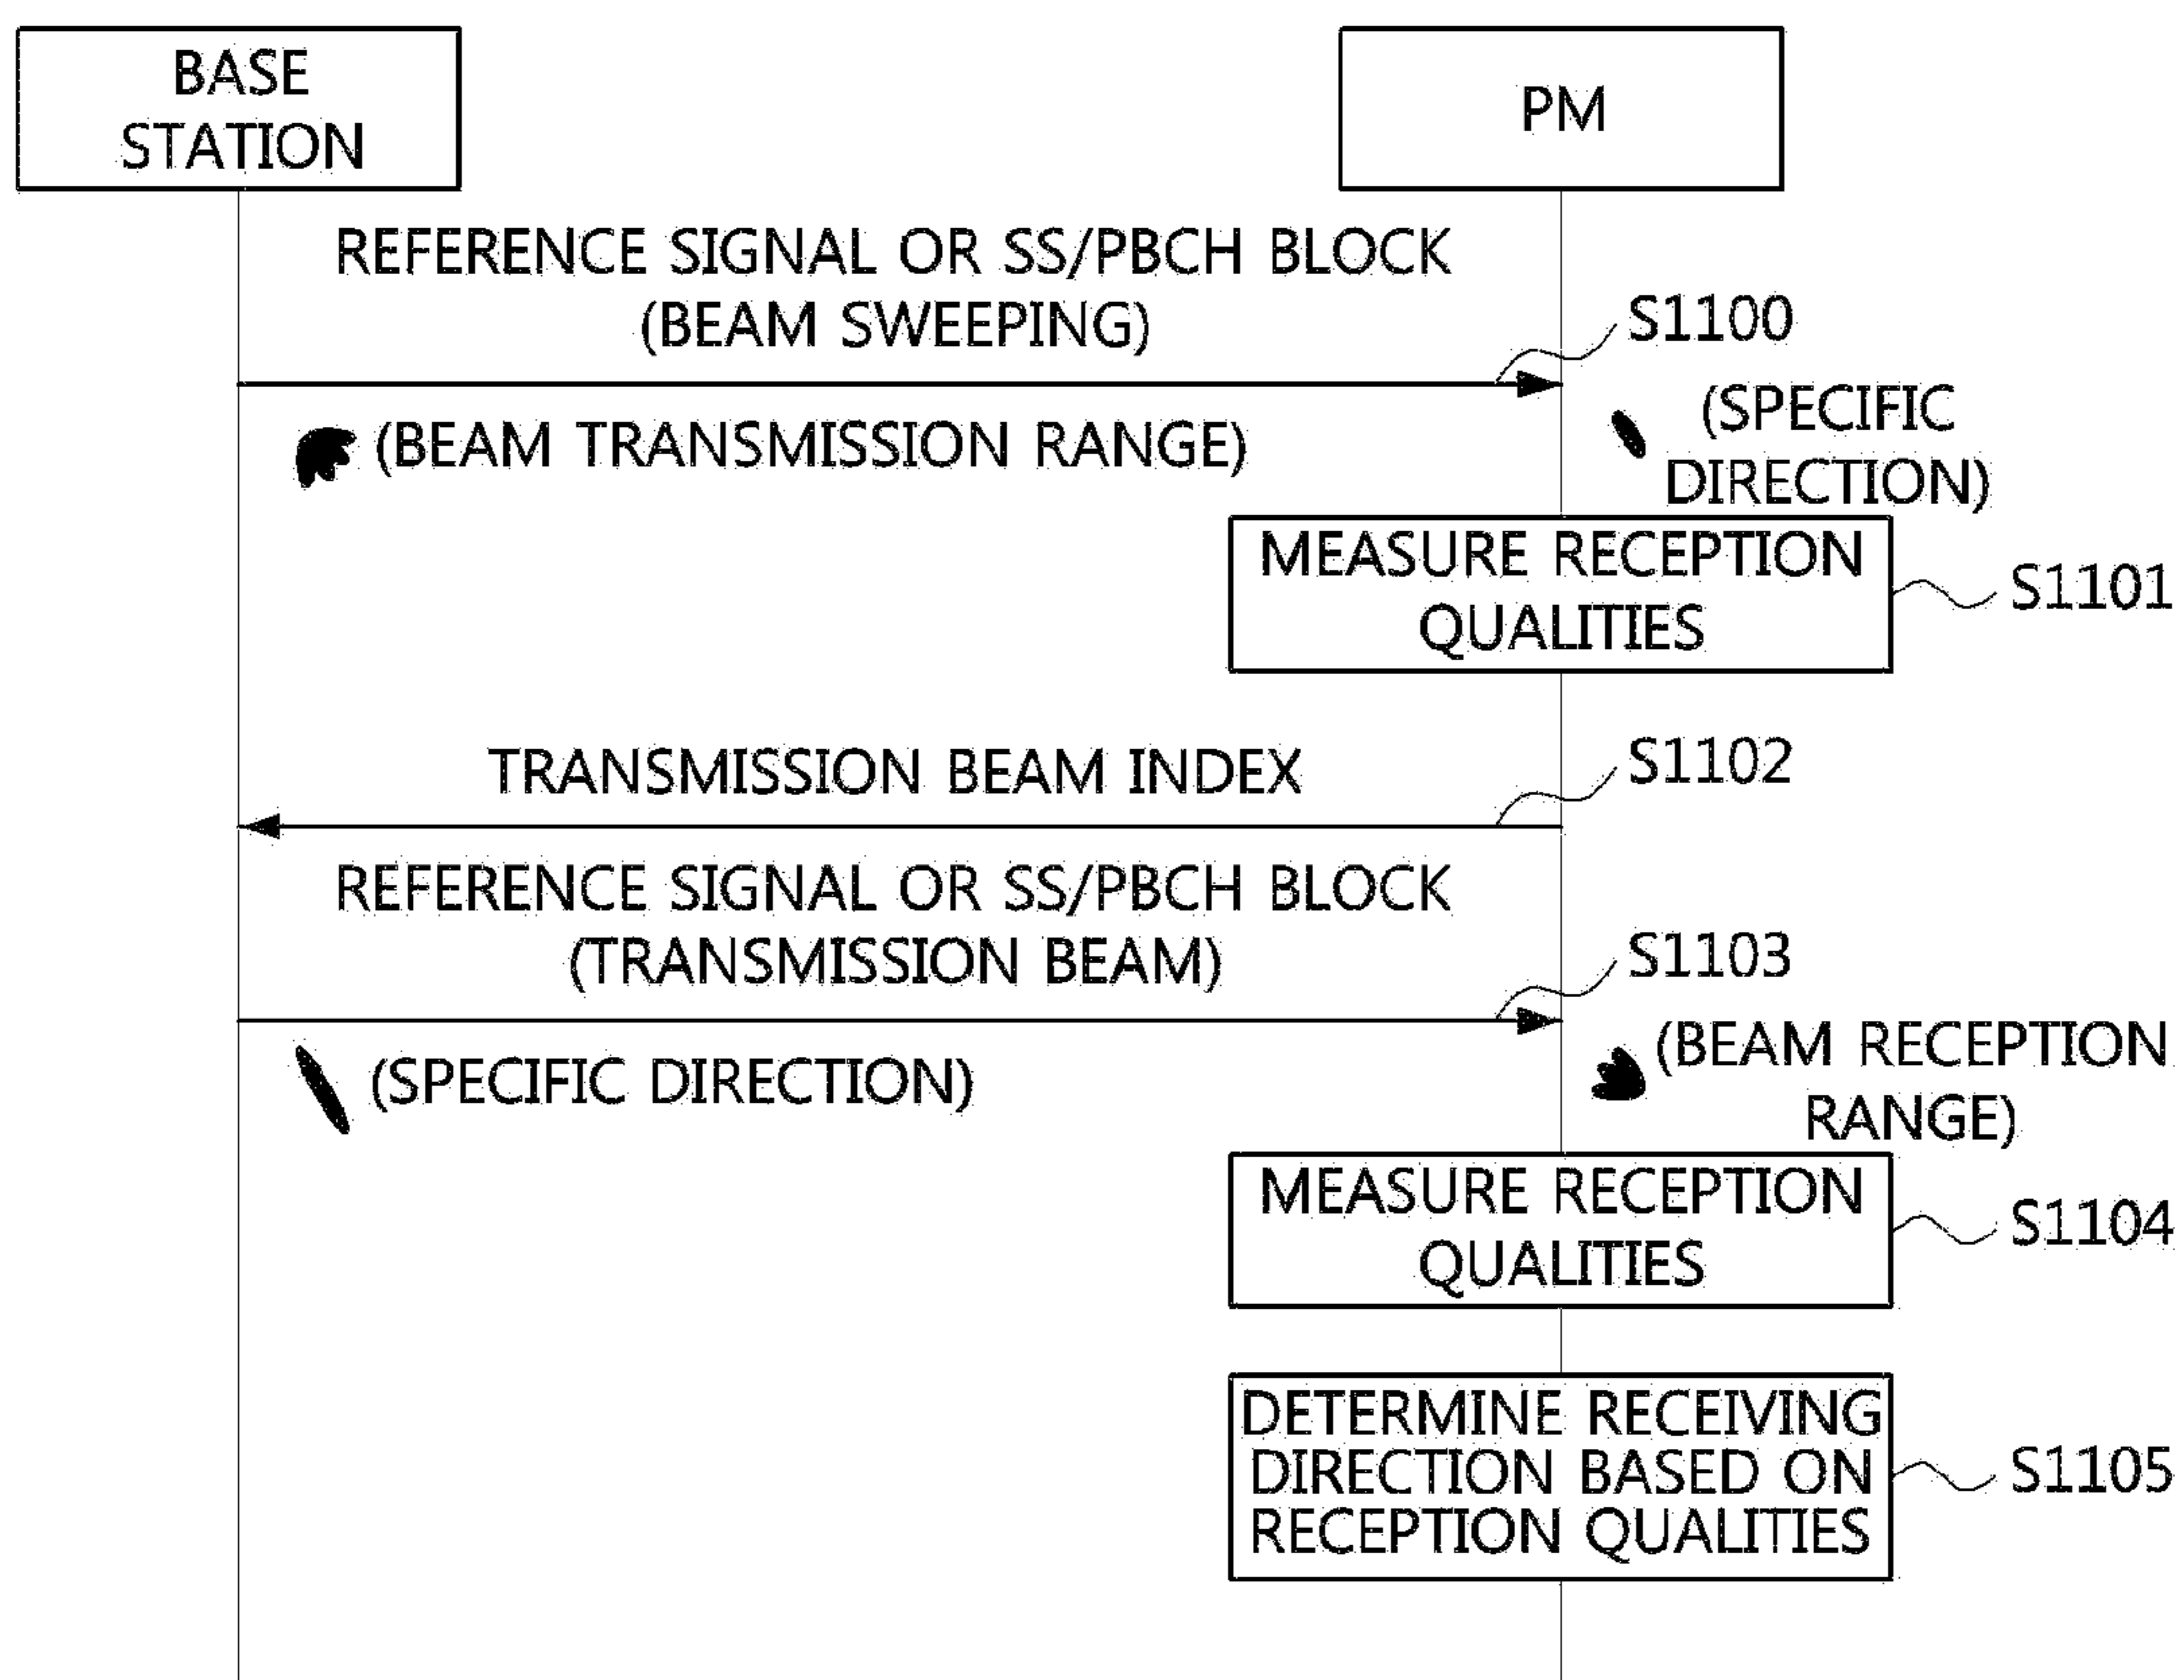 BASE
STATION
PM
REFERENCE SIGNAL OR SS/PBCH BLOCK
(BEAM SWEEPING)
S1100
(BEAM TRANSMISSION RANGE)
(SPECIFIC
DIRECTION)
MEASURE RECEPTION
QUALITIES
S1101
TRANSMISSION BEAM INDEX
S1102
REFERENCE SIGNAL OR SS/PBCH BLOCK
(TRANSMISSION BEAM)
S1103
(SPECIFIC DIRECTION)
(BEAM RECEPTION
RANGE)
MEASURE RECEPTION
QUALITIES
S1104
DETERMINE RECEIVING
DIRECTION BASED ON
RECEPTION QUALITIES
S1105